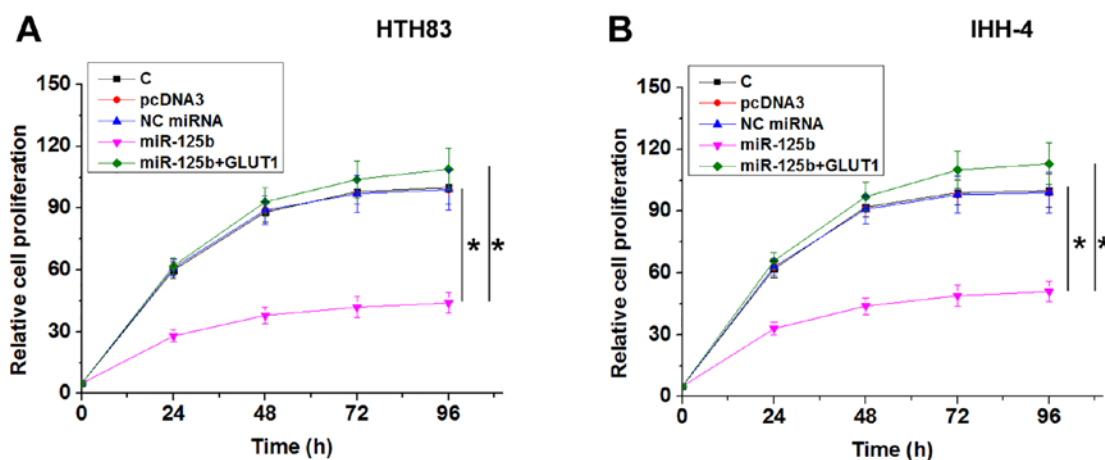 A
HTH83
C
pcDNA3
NC miRNA
miR-125b
miR-125b+GLUT1
Relative cell proliferation
150
120
90
60
30
0
0 24 48 72 96
Time (h)
* *
B
IHH-4
C
pcDNA3
NC miRNA
miR-125b
miR-125b+GLUT1
Relative cell proliferation
150
120
90
60
30
0
0 24 48 72 96
Time (h)
* *